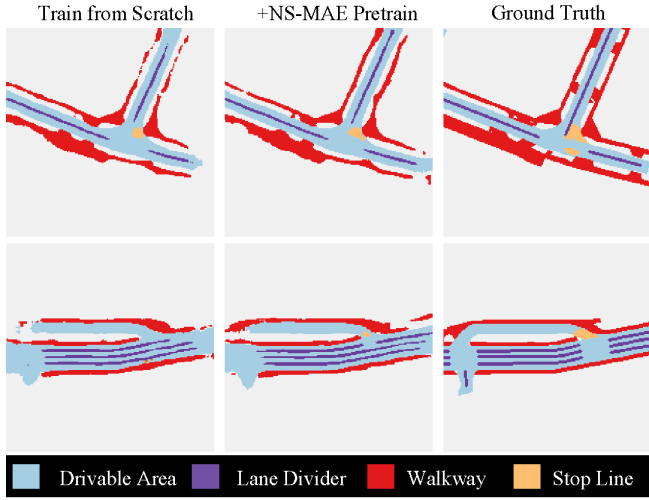 Train from Scratch +NS-MAE Pretrain Ground Truth
Drivable Area Lane Divider Walkway Stop Line